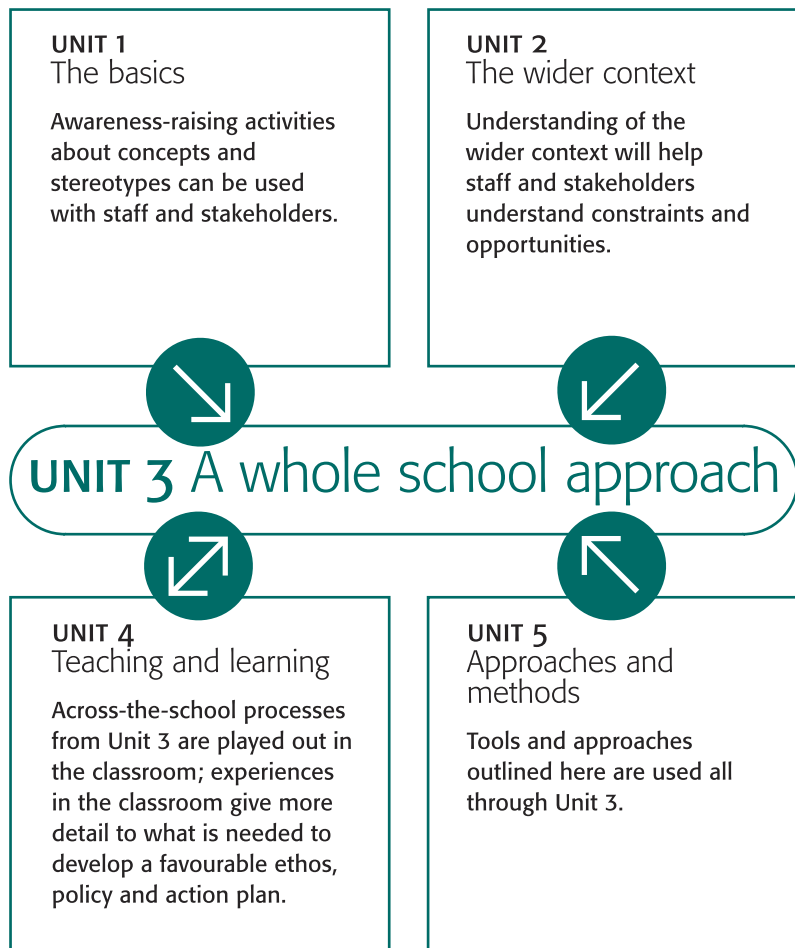 UNIT 1
The basics
Awareness-raising activities
about concepts and
stereotypes can be used
with staff and stakeholders.
UNIT 2
The wider context
Understanding of the
wider context will help
staff and stakeholders
understand constraints and
opportunities.
UNIT 3 A whole school approach
UNIT 4
Teaching and learning
Across-the-school processes
from Unit 3 are played out in
the classroom; experiences
in the classroom give more
detail to what is needed to
develop a favourable ethos,
policy and action plan.
UNIT 5
Approaches and
methods
Tools and approaches
outlined here are used all
through Unit 3.